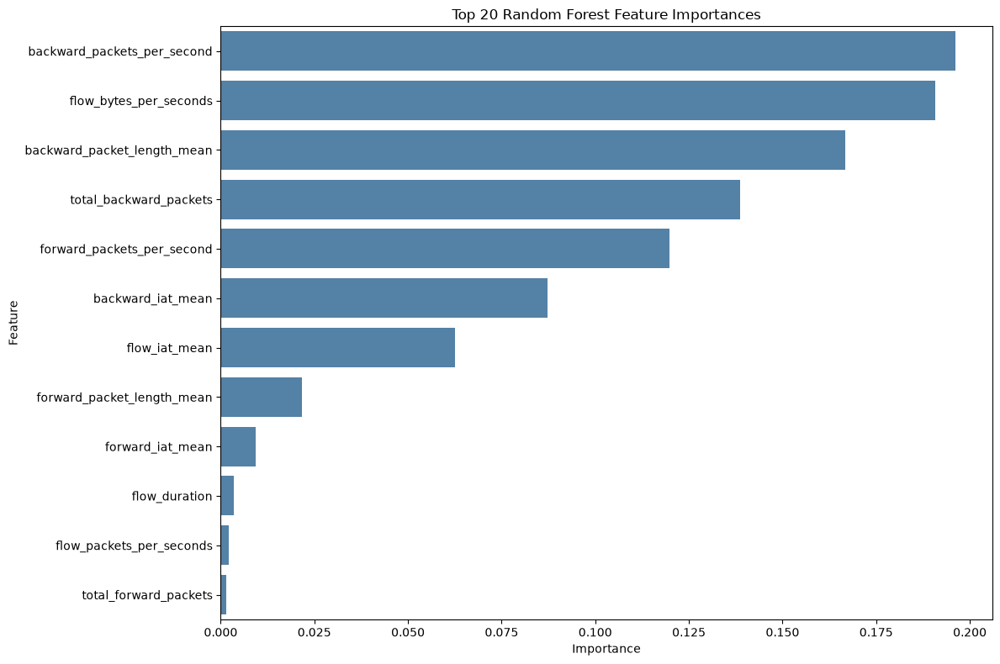 Top 20 Random Forest Feature Importances
backward_packets_per_second
flow_bytes_per_seconds
backward_packet_length_mean
total_backward_packets
forward_packets_per_second
backward_iat_mean
flow_iat_mean
forward_packet_length_mean
forward_iat_mean
flow_duration
flow_packets_per_seconds
total_forward_packets
Feature
0.000 0.025 0.050 0.075 0.100 0.125 0.150 0.175 0.200
Importance